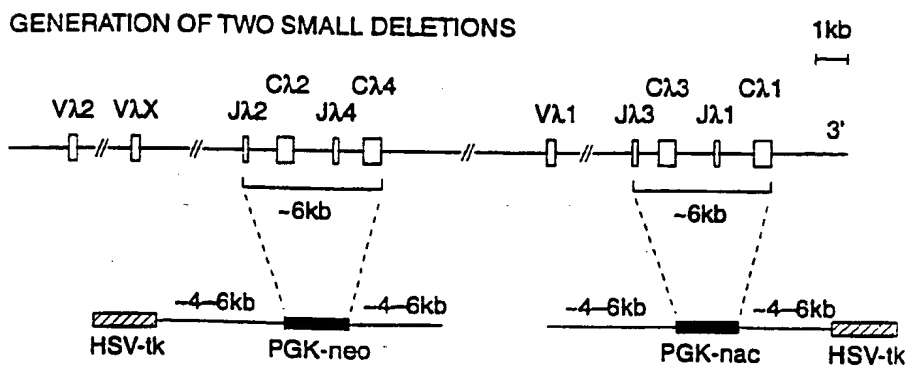 GENERATION OF TWO SMALL DELETIONS
1kb
Cλ2 Cλ4 Cλ3 Cλ1
Vλ2 VλX Jλ2 Jλ4 Vλ1 Jλ3 Jλ1 3'
~6kb ~6kb
~4–6kb ~4–6kb ~4–6kb ~4–6kb
HSV-tk PGK-neo PGK-nac HSV-tk